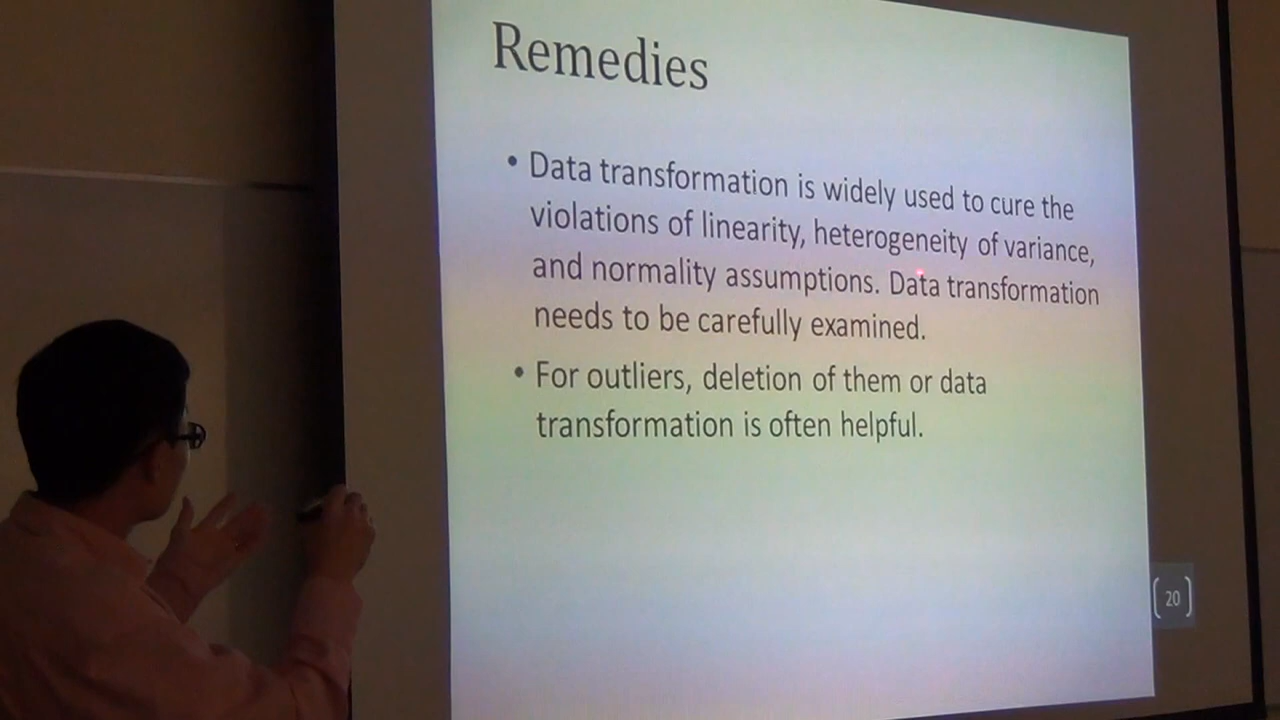 Remedies
• Data transformation is widely used to cure the
violations of linearity, heterogeneity of variance,
and normality assumptions. Data transformation
needs to be carefully examined.
• For outliers, deletion of them or data
transformation is often helpful.
20